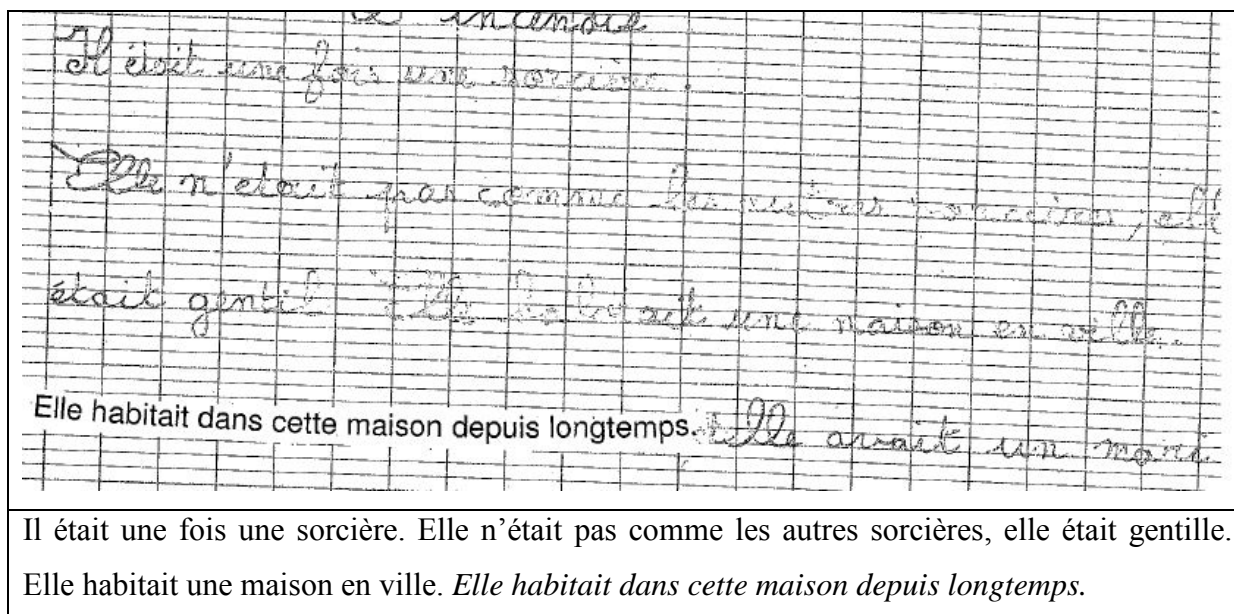 incendie
Il était une fois une sorcière.
Elle n'etait pas comme les autres sorcières, elle
était gentil Elle habitait une maison en ville.
Elle habitait dans cette maison depuis longtemps. elle avait un mari
Il était une fois une sorcière. Elle n'était pas comme les autres sorcières, elle était gentille.
Elle habitait une maison en ville. Elle habitait dans cette maison depuis longtemps.